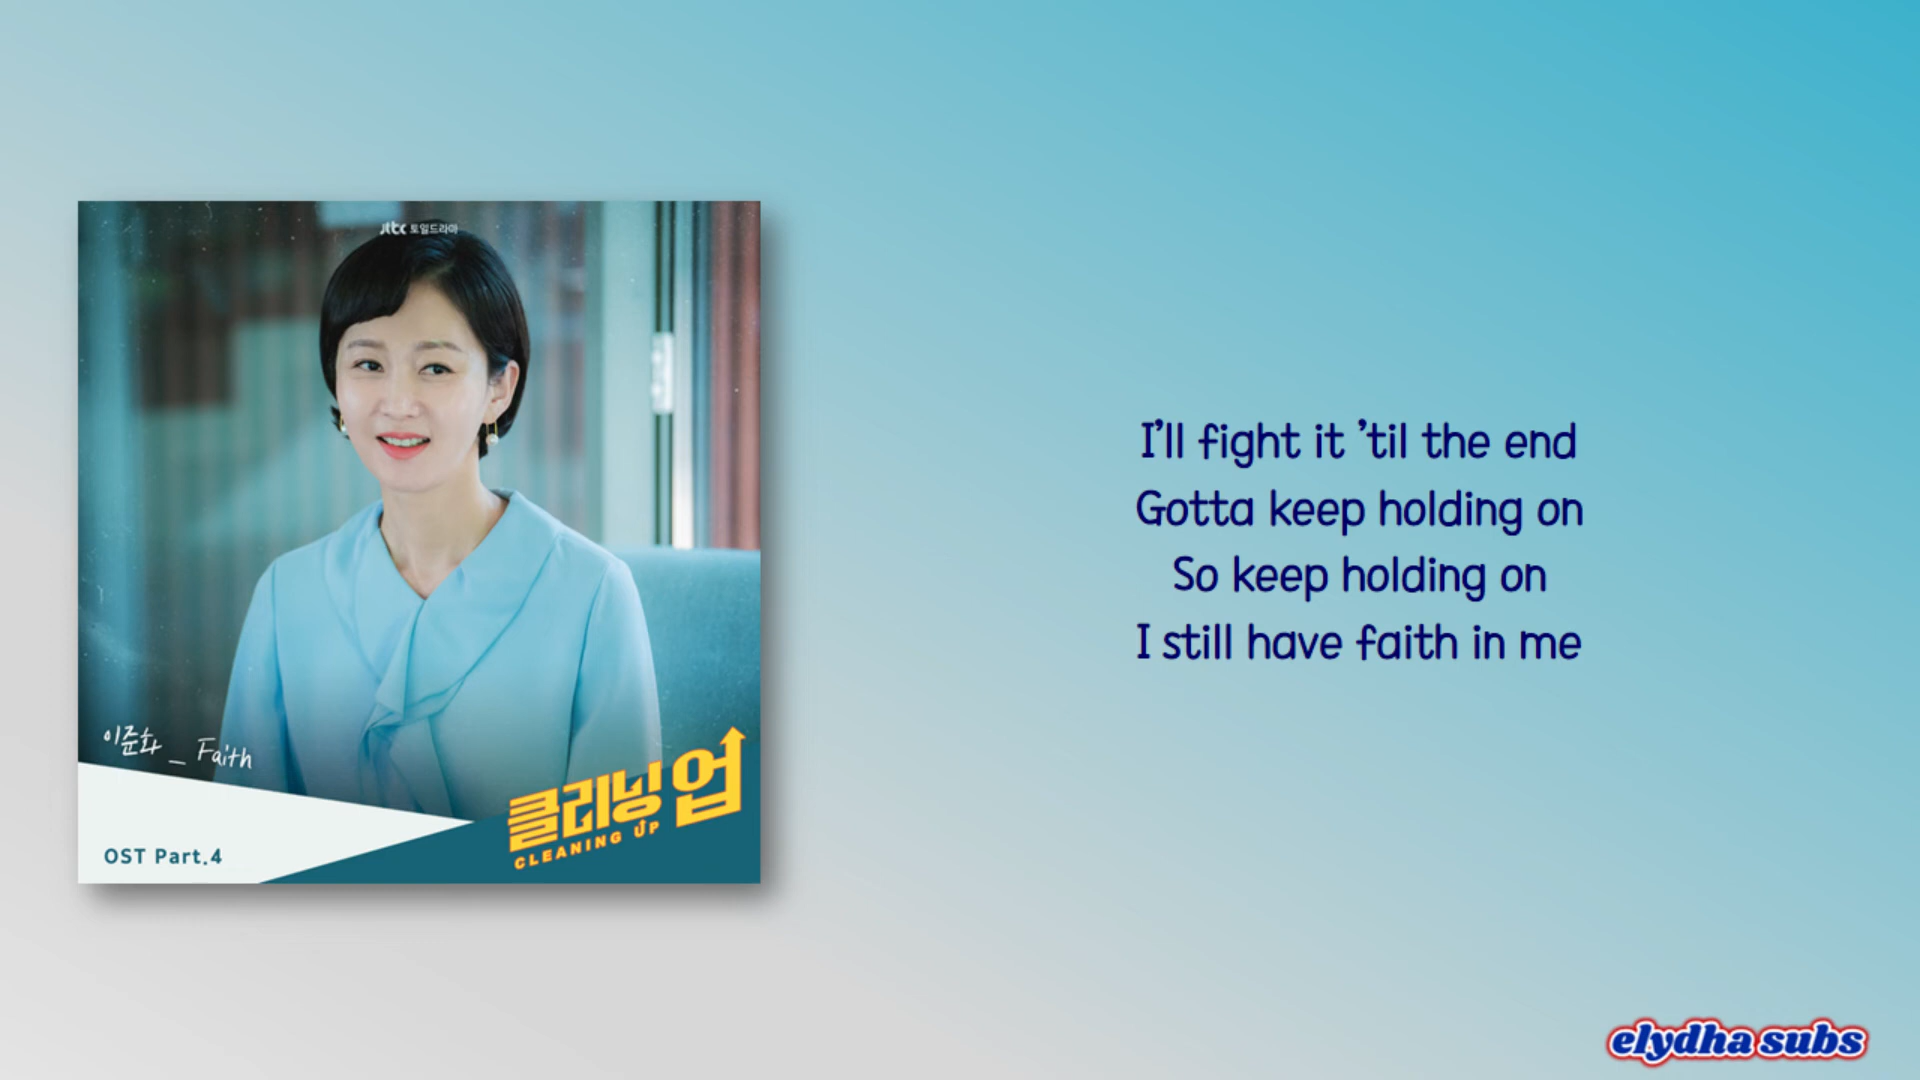 jtbc 토일드라마
이준화 _ Faith
클리닝 업
CLEANING UP
OST Part.4
I'll fight it 'til the end
Gotta keep holding on
So keep holding on
I still have faith in me
elydha subs